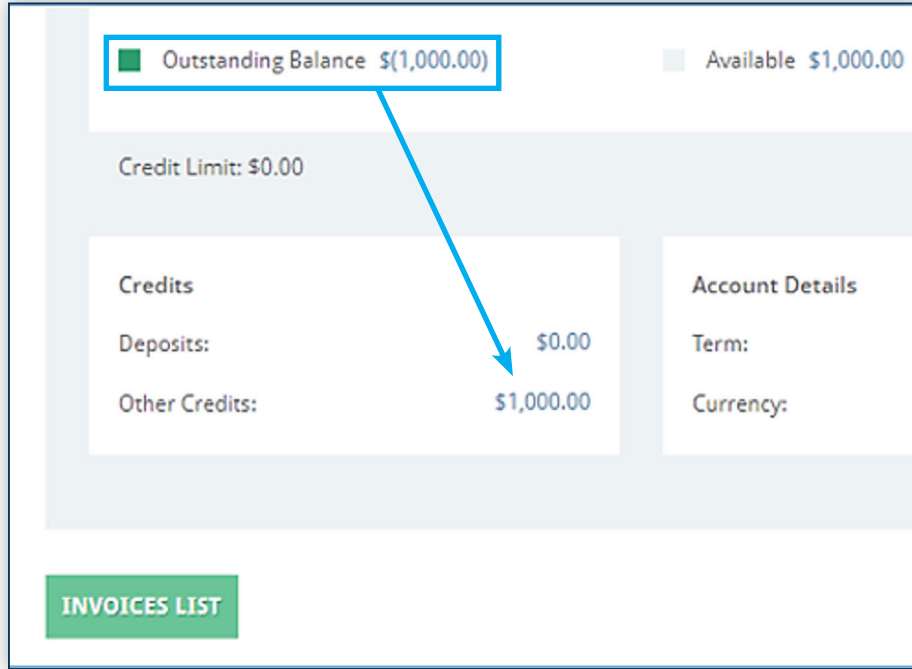 Outstanding Balance $(1,000.00)
Available $1,000.00
Credit Limit: $0.00
Credits
Deposits: $0.00
Other Credits: $1,000.00
Account Details
Term:
Currency:
INVOICES LIST